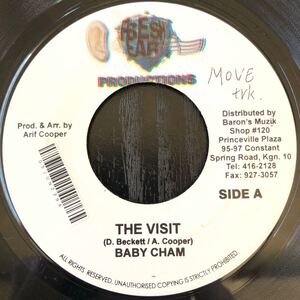 FRESH EAR
PRODUCTIONS
MOVE
trk.
Prod. & Arr. by
Arif Cooper
Distributed by
Baron's Muzik
Shop #120
Princeville Plaza
95-97 Constant
Spring Road, Kgn. 10
Tel: 416-2128
Fax: 927-3057
SIDE A
THE VISIT
(D. Beckett / A. Cooper)
BABY CHAM
ALL RIGHTS RESERVED. UNAUTHORISED COPYING IS STRICTLY PROHIBITED.